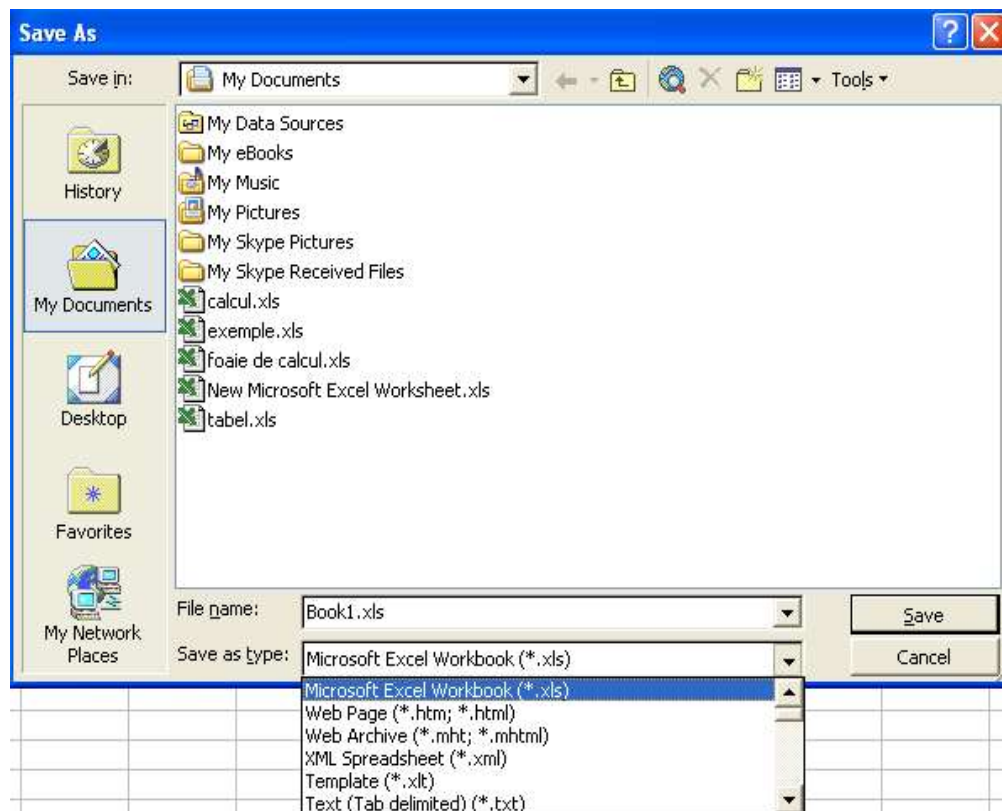 Save As
Save in: My Documents Tools
History
My Documents
Desktop
Favorites
My Network
Places
My Data Sources
My eBooks
My Music
My Pictures
My Skype Pictures
My Skype Received Files
calcul.xls
exemple.xls
foaie de calcul.xls
New Microsoft Excel Worksheet.xls
tabel.xls
File name: Book1.xls Save
Save as type: Microsoft Excel Workbook (*.xls) Cancel
Microsoft Excel Workbook (*.xls)
Web Page (*.htm; *.html)
Web Archive (*.mht; *.mhtml)
XML Spreadsheet (*.xml)
Template (*.xlt)
Text (Tab delimited) (*.txt)